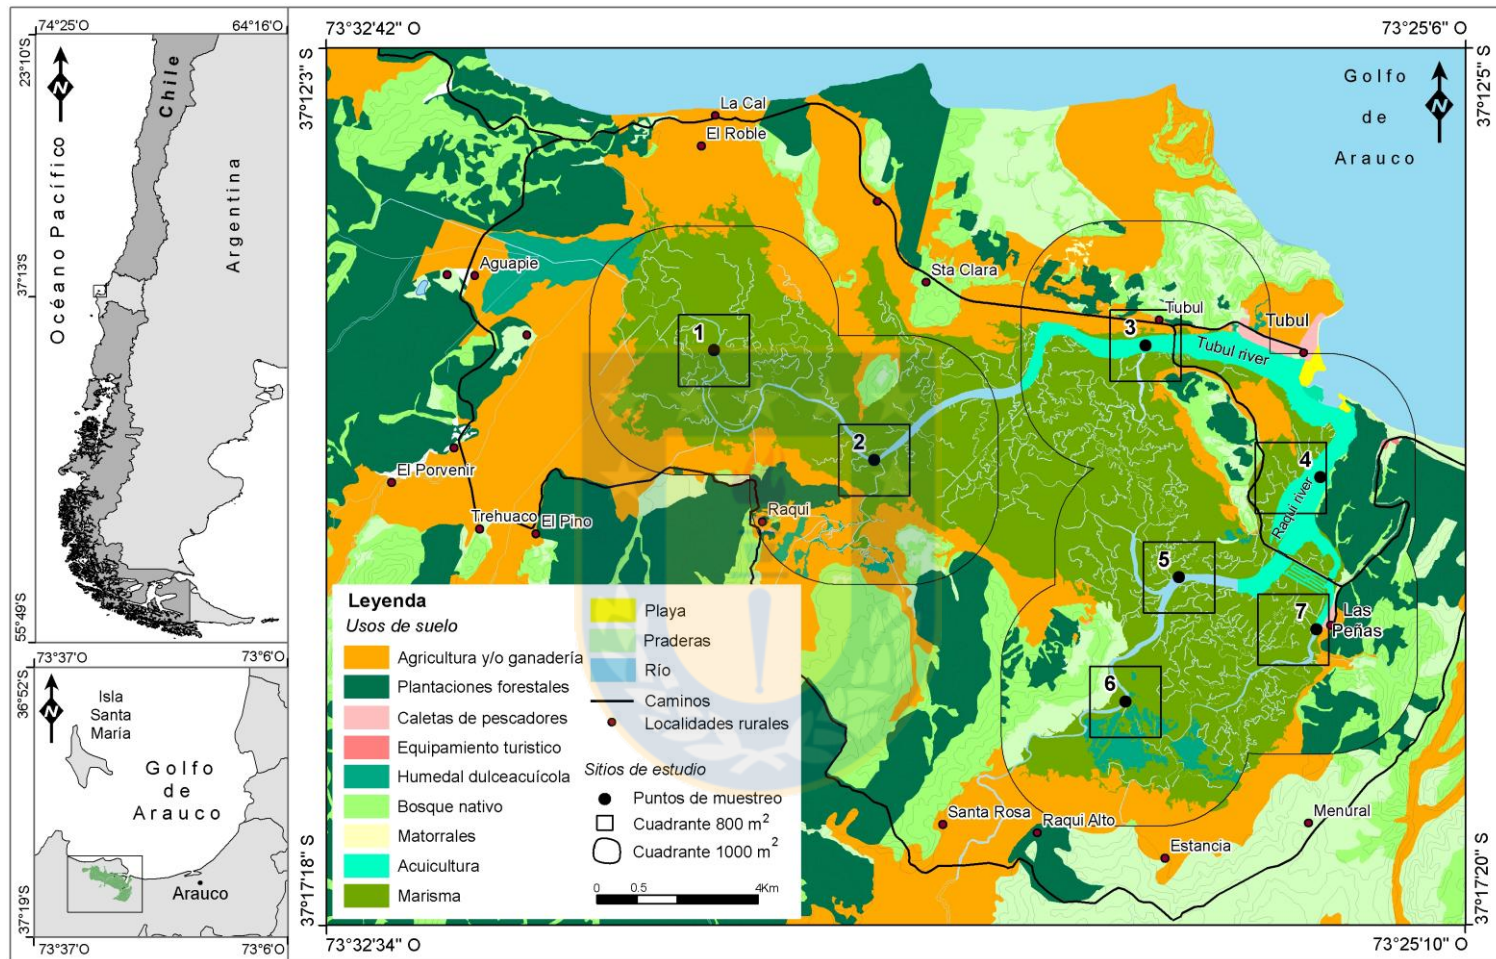 74°25'O
64°16'O
23°10'S
37°13'S
55°49'S
N
Océano Pacífico
Chile
Argentina
73°37'O
73°6'O
36°52'S
37°19'S
N
Isla
Santa
María
Golfo
de
Arauco
Arauco
73°37'O
73°6'O
73°32'42" O
73°25'6" O
37°12'3" S
37°12'5" S
37°17'18" S
37°17'20" S
73°32'34" O
73°25'10" O
Golfo
de
Arauco
N
La Cal
El Roble
Aguapie
Sta Clara
Tubul
Tubul
Tubul river
1
2
3
4
5
6
7
Raqui river
El Porvenir
Trehuaco
El Pino
Raqui
Las
Peñas
Santa Rosa
Raqui Alto
Estancia
Menural
Leyenda
Usos de suelo
Agricultura y/o ganadería
Plantaciones forestales
Caletas de pescadores
Equipamiento turistico
Humedal dulceacuícola
Bosque nativo
Matorrales
Acuicultura
Marisma
Playa
Praderas
Río
Caminos
Localidades rurales
Sitios de estudio
Puntos de muestreo
Cuadrante 800 m²
Cuadrante 1000 m²
0 0.5 4Km